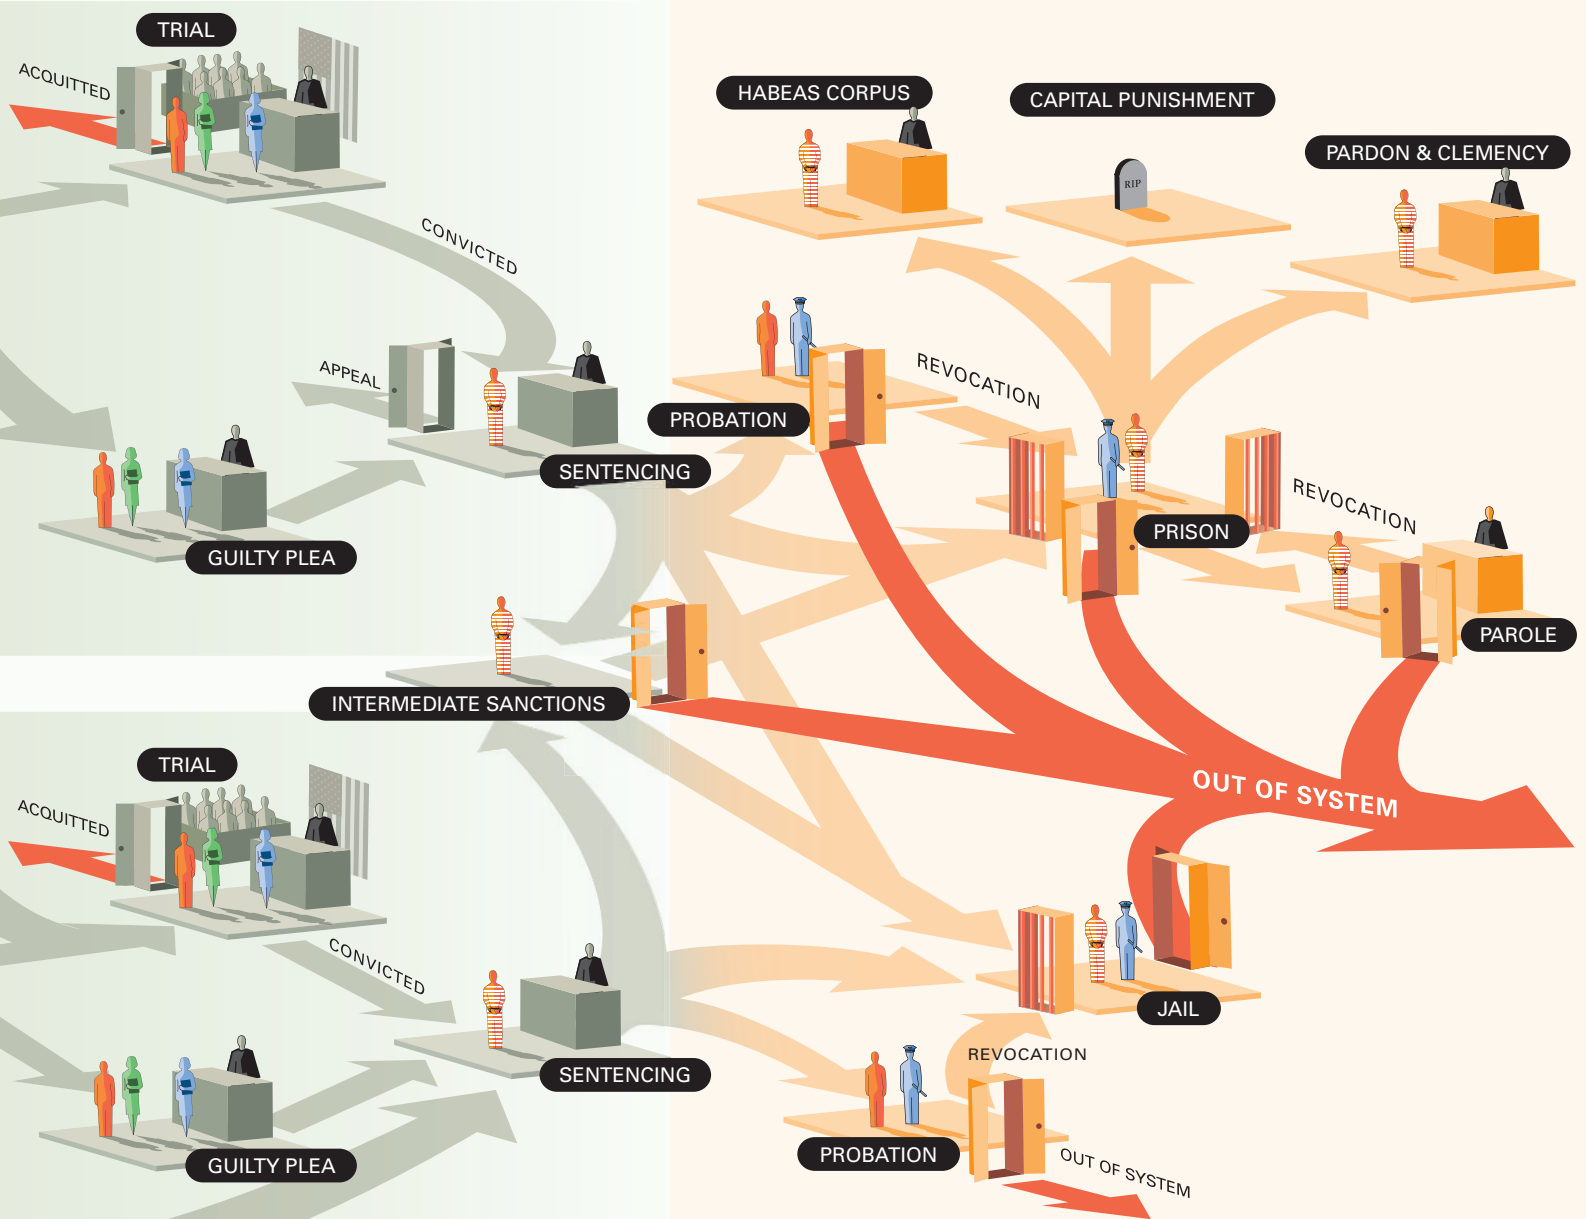 TRIAL
ACQUITTED
HABEAS CORPUS
CAPITAL PUNISHMENT
PARDON & CLEMENCY
RIP
CONVICTED
APPEAL
REVOCATION
PROBATION
SENTENCING
REVOCATION
PRISON
GUILTY PLEA
PAROLE
INTERMEDIATE SANCTIONS
TRIAL
OUT OF SYSTEM
ACQUITTED
CONVICTED
JAIL
REVOCATION
SENTENCING
PROBATION
GUILTY PLEA
OUT OF SYSTEM